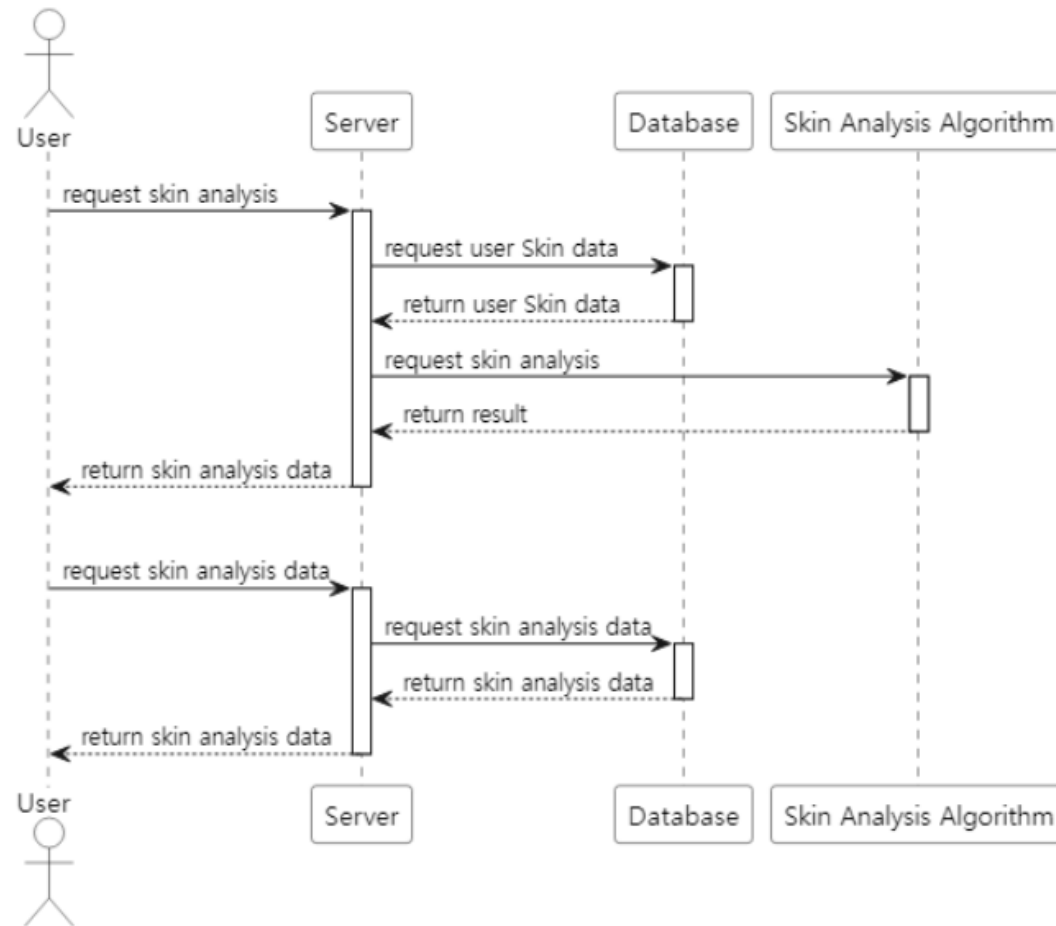 User
Server
Database
Skin Analysis Algorithm
request skin analysis
request user Skin data
return user Skin data
request skin analysis
return result
return skin analysis data
request skin analysis data
request skin analysis data
return skin analysis data
return skin analysis data
User
Server
Database
Skin Analysis Algorithm